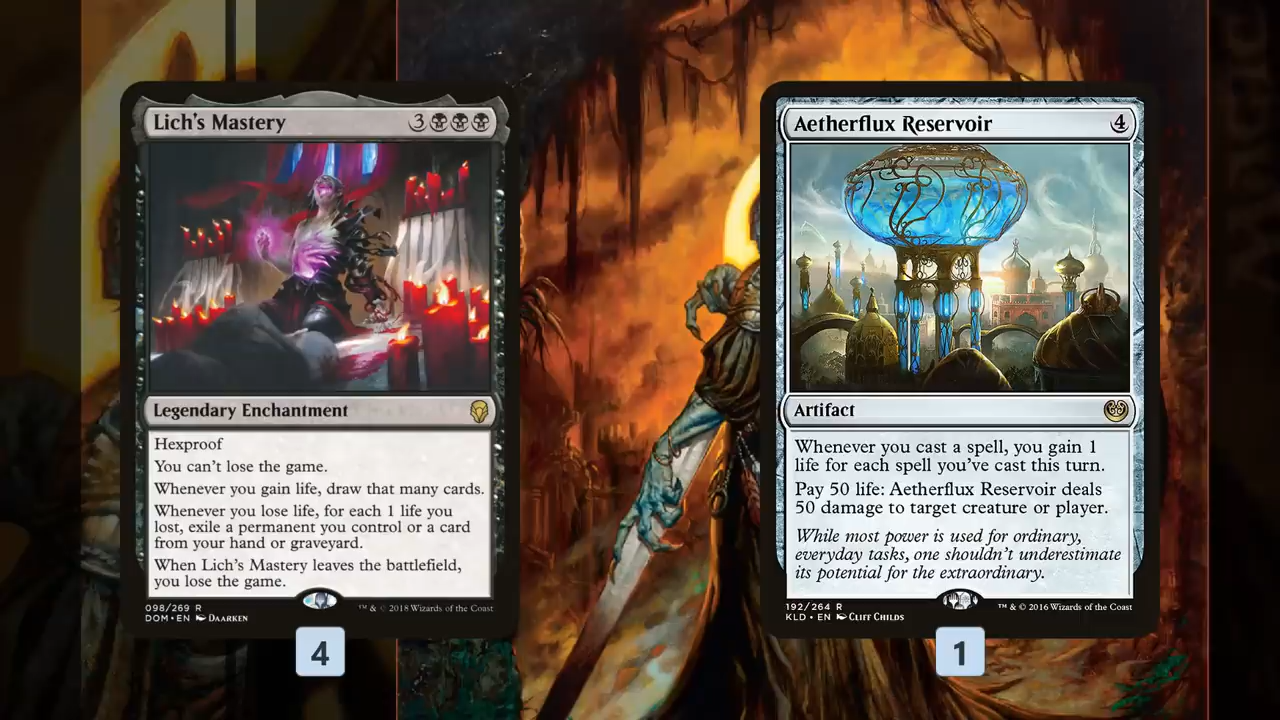 Lich's Mastery 3
Legendary Enchantment
Hexproof
You can't lose the game.
Whenever you gain life, draw that many cards.
Whenever you lose life, for each 1 life you
lost, exile a permanent you control or a card
from your hand or graveyard.
When Lich's Mastery leaves the battlefield,
you lose the game.
098/269 R
DOM • EN DAARKEN
™ & © 2018 Wizards of the Coast
4
Aetherflux Reservoir 4
Artifact
Whenever you cast a spell, you gain 1
life for each spell you've cast this turn.
Pay 50 life: Aetherflux Reservoir deals
50 damage to target creature or player.
While most power is used for ordinary,
everyday tasks, one shouldn't underestimate
its potential for the extraordinary.
192/264 R
KLD • EN CLIFF CHILDS
™ & © 2016 Wizards of the Coast
1